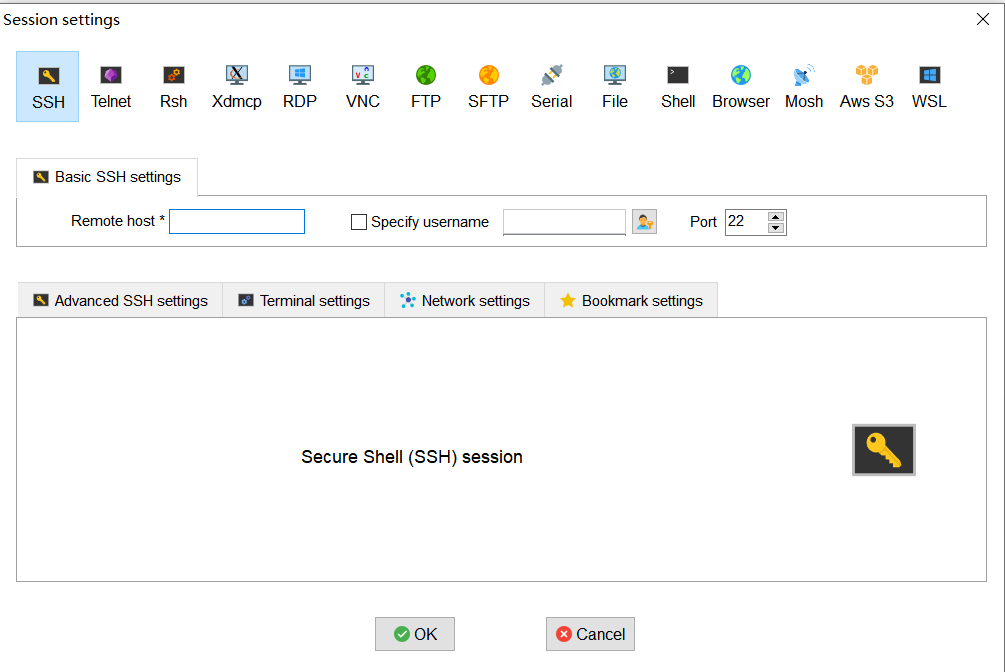 Session settings
SSH Telnet Rsh Xdmcp RDP VNC FTP SFTP Serial File Shell Browser Mosh Aws S3 WSL
Basic SSH settings
Remote host * Specify username Port 22
Advanced SSH settings Terminal settings Network settings Bookmark settings
Secure Shell (SSH) session
OK Cancel